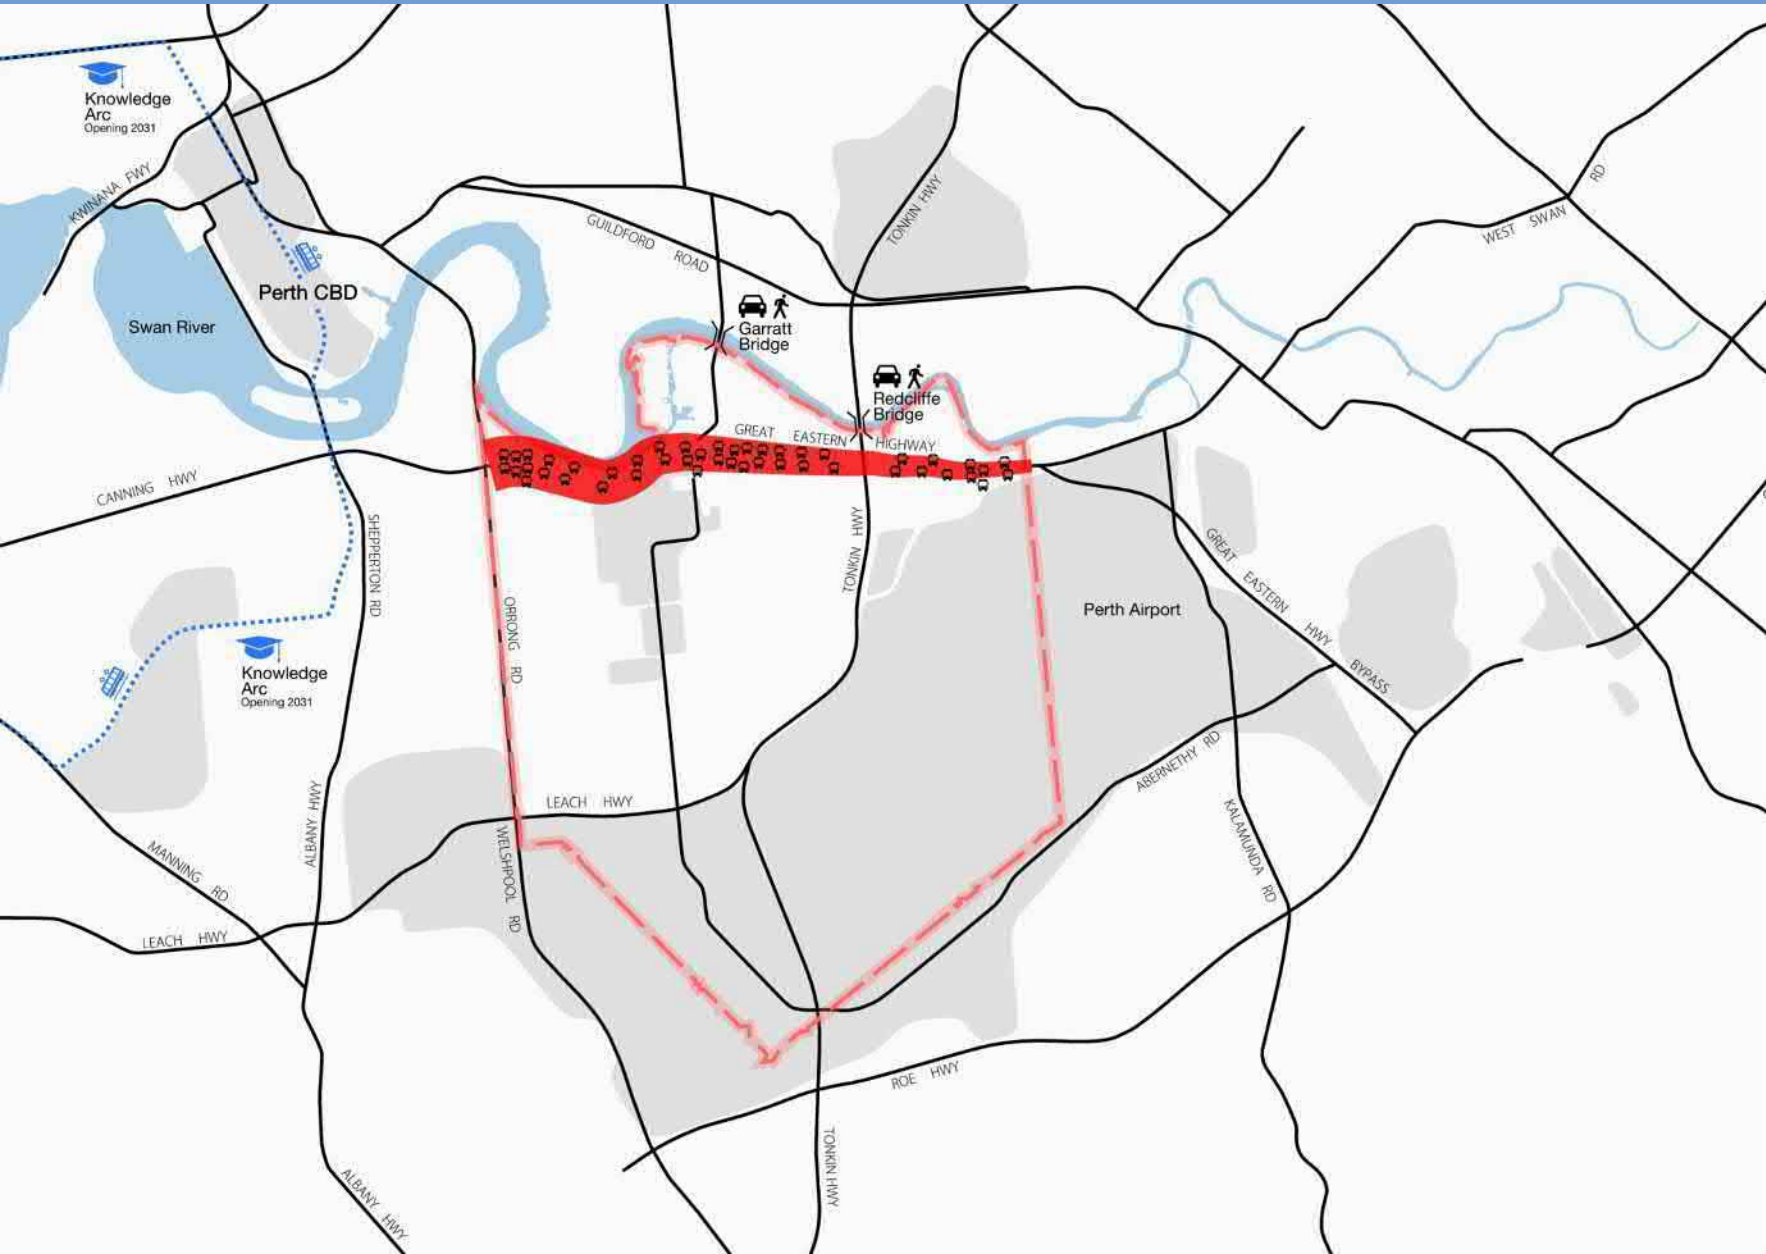 Knowledge
Arc
Opening 2031
KWINANA FWY
RD
WEST SWAN
TONKIN HWY
GUILDFORD ROAD
Perth CBD
Swan River
Garratt
Bridge
Redcliffe
Bridge
GREAT EASTERN HIGHWAY
CANNING HWY
SHEPPERTON RD
TONKIN HWY
GREAT EASTERN HWY BYPASS
ORRONG RD
Perth Airport
Knowledge
Arc
Opening 2031
ABERNETHY RD
LEACH HWY
ALBANY HWY
KALAMUNDA RD
WELSHPOOL RD
MANNING RD
LEACH HWY
ROE HWY
TONKIN HWY
ALBANY HWY